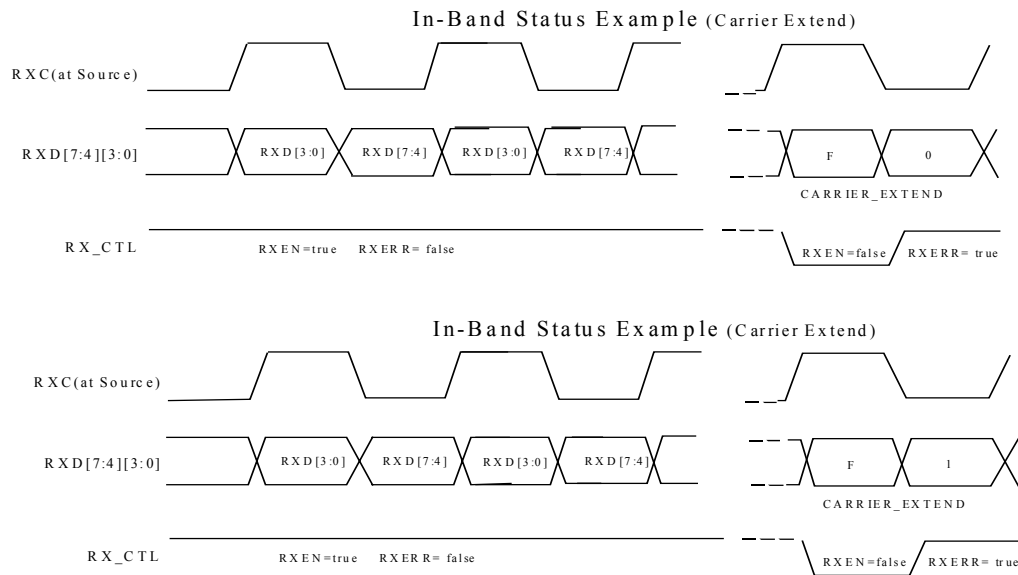 In-Band Status Example (Carrier Extend)
RXC(at Source)
RXD[7:4][3:0]
RXD[3:0] RXD[7:4] RXD[3:0] RXD[7:4] F 0
CARRIER_EXTEND
RX_CTL
RXEN=true RXERR= false RXEN=false RXERR= true
In-Band Status Example (Carrier Extend)
RXC(at Source)
RXD[7:4][3:0]
RXD[3:0] RXD[7:4] RXD[3:0] RXD[7:4] F 1
CARRIER_EXTEND
RX_CTL
RXEN=true RXERR= false RXEN=false RXERR= true